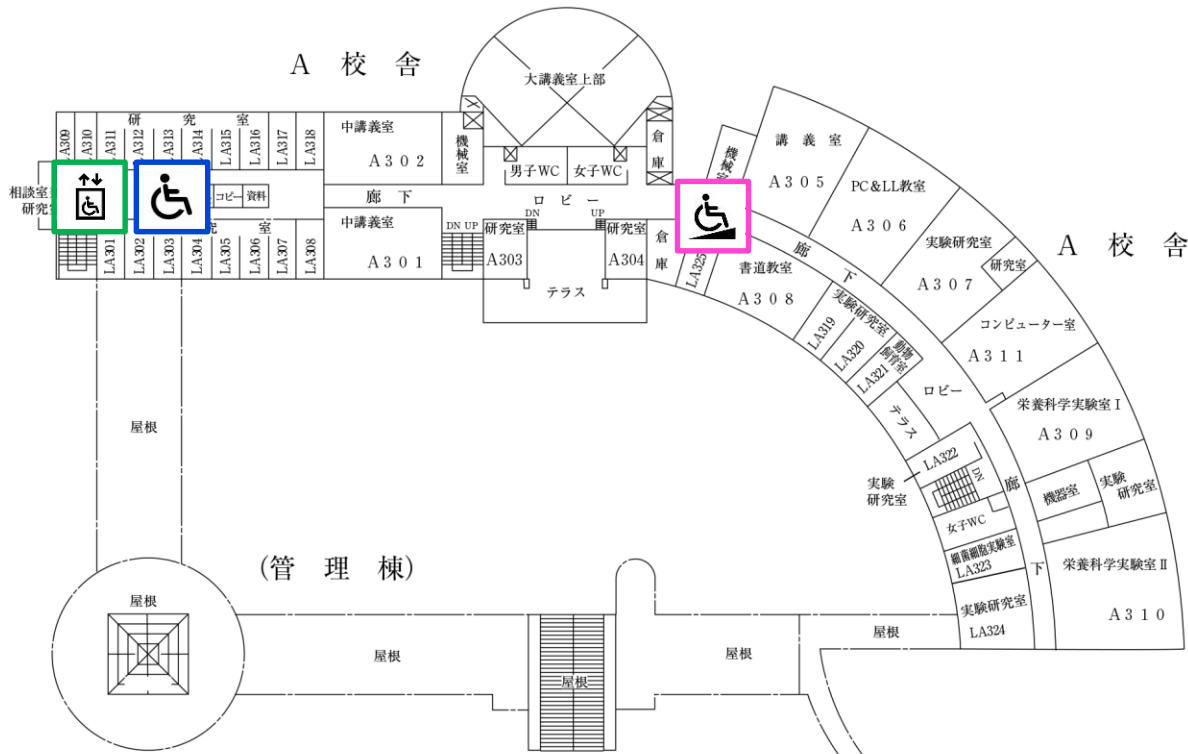 A 校 舎
大講義室上部
研 究 室
LA309
LA310
LA311
LA312
LA313
LA314
LA315
LA316
LA317
LA318
中講義室
A302
機械室
男子WC
女子WC
倉庫
機械室
講 義 室
A305
PC&LL教室
A306
実験研究室
A307
研究室
A 校 舎
相談室
研究室
コピー
資料
廊 下
ロ ビ ー
究 室
LA301
LA302
LA303
LA304
LA305
LA306
LA307
LA308
中講義室
A301
DN UP
研究室
A303
DN
UP
研究室
A304
テラス
倉庫
LA325
廊 下
書道教室
A308
実験研究室
LA319
LA320
LA321
動物飼育室
コンピューター室
A311
ロビー
テラス
栄養科学実験室Ⅰ
A309
LA322
実験
研究室
DN
廊 下
機器室
実験研究室
女子WC
細菌細胞実験室
LA323
栄養科学実験室Ⅱ
A310
実験研究室
LA324
屋根
(管 理 棟)
屋根
屋根
屋根
屋根
屋根